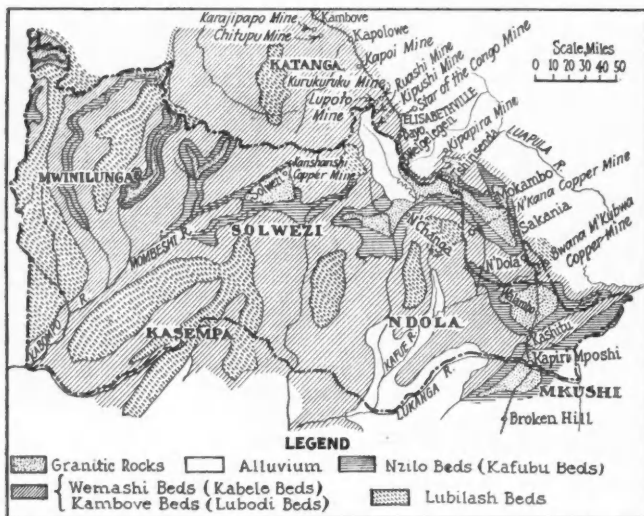 Karajipapo Mine
Kambove
Chitupu Mine
Kapolowe
Kapoi Mine
KATANGA
Ruashi Mine
Kipushi Mine
Star of the Congo Mine
Kurukuruku Mine
Lupoto Mine
ELISABETHVILLE
Scale, Miles
0 10 20 30 40 50
Kipapira Mine
LUAPULA R.
MWINILUNGA
Kanshanshi Copper Mine
Solwezi
Tokambo
N'Kana Copper Mine
Sakania
MOMBESHI R.
SOLWEZI
N'Changa
Bwana M'Kubwa Copper Mine
N'Dola
KABOMPO R.
KASEMPA
NDOLA
KAFUE R.
Kashitu
Kapiri Mposhi
LUKANGA R.
MKUSHI
Broken Hill
LEGEND
Granitic Rocks Alluvium Nzilo Beds (Kafubu Beds)
Wemashi Beds (Kabele Beds)
Kambove Beds (Lubodi Beds) Lubilash Beds